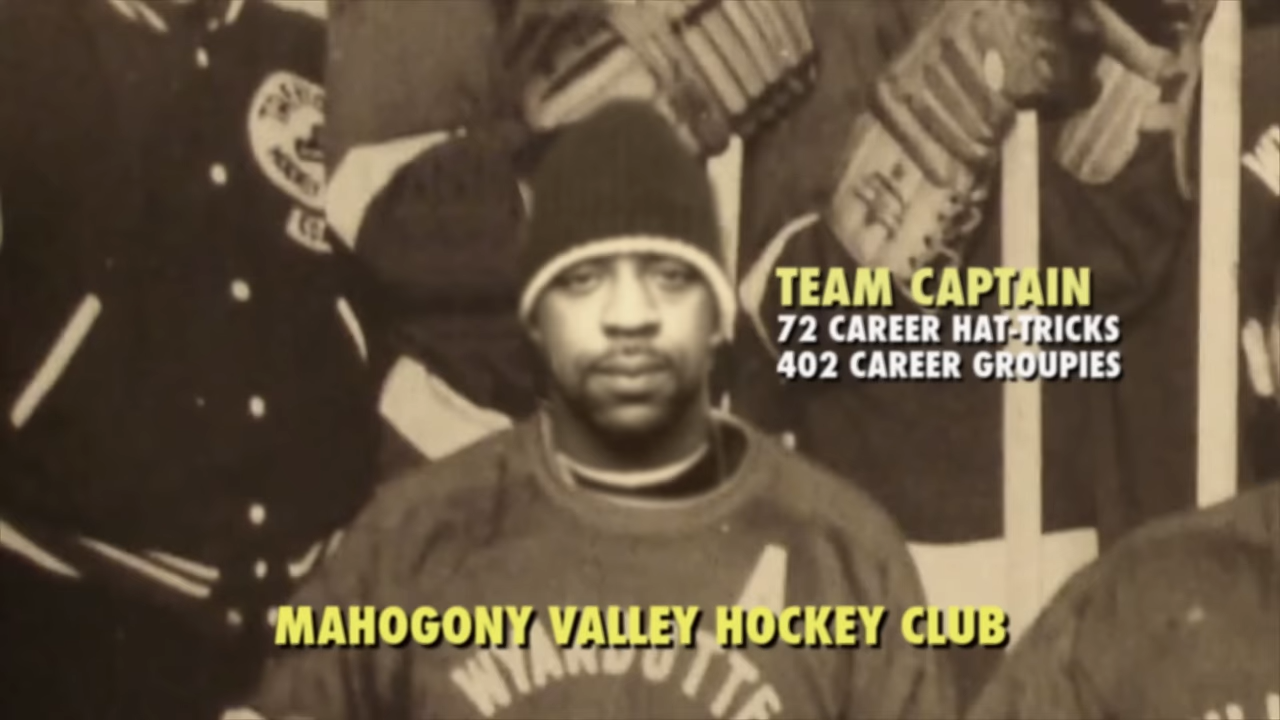 TEAM CAPTAIN
72 CAREER HAT-TRICKS
402 CAREER GROUPIES
MAHOGONY VALLEY HOCKEY CLUB
WYANDOTTE